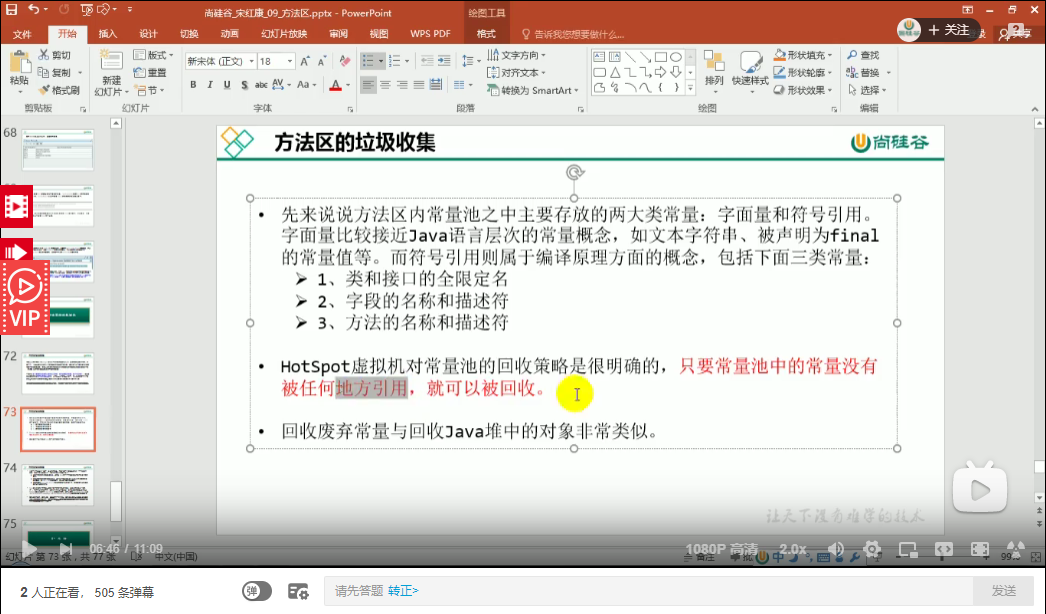 尚硅谷_宋红康_09_方法区.pptx - PowerPoint
绘图工具
+ 关注
文件 开始 插入 设计 切换 动画 幻灯片放映 审阅 视图 WPS PDF 格式 告诉我您想要做什么...
粘贴 剪切 复制 格式刷
新建 幻灯片 版式 重置 节
新宋体 (正文) 18
B I U S abc AV Aa A
文字方向 对齐文本 转换为 SmartArt
排列 快速样式 形状填充 形状轮廓 形状效果
查找 替换 选择
剪贴板 幻灯片 字体 段落 绘图 编辑
68
72
73
74
75
VIP
方法区的垃圾收集
尚硅谷
• 先来说说方法区内常量池之中主要存放的两大类常量：字面量和符号引用。
字面量比较接近Java语言层次的常量概念，如文本字符串、被声明为final
的常量值等。而符号引用则属于编译原理方面的概念，包括下面三类常量：
➢ 1、类和接口的全限定名
➢ 2、字段的名称和描述符
➢ 3、方法的名称和描述符
• HotSpot虚拟机对常量池的回收策略是很明确的，只要常量池中的常量没有
被任何地方引用，就可以被回收。
• 回收废弃常量与回收Java堆中的对象非常类似。
让天下没有难学的技术
06:46 / 11:09
1080P 高清 2.0x
幻灯片 第 73 张，共 77 张 中文(中国)
备注
2 人正在看， 505 条弹幕
弹
请先答题 转正>
发送